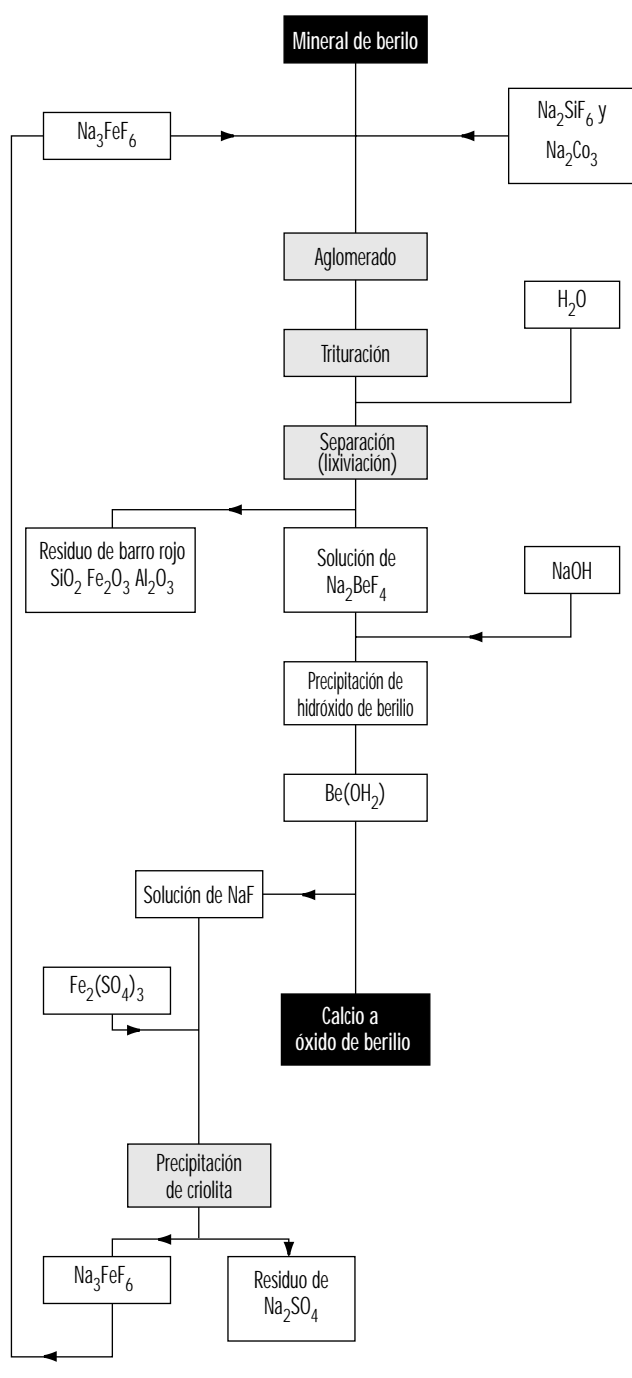 Mineral de berilo
Na3FeF6
Na2SiF6 y
Na2Co3
Aglomerado
H2O
Trituración
Separación
(lixiviación)
Residuo de barro rojo
SiO2 Fe2O3 Al2O3
Solución de
Na2BeF4
NaOH
Precipitación de
hidróxido de berilio
Be(OH2)
Solución de NaF
Fe2(SO4)3
Calcio a
óxido de berilio
Precipitación
de criolita
Na3FeF6
Residuo de
Na2SO4